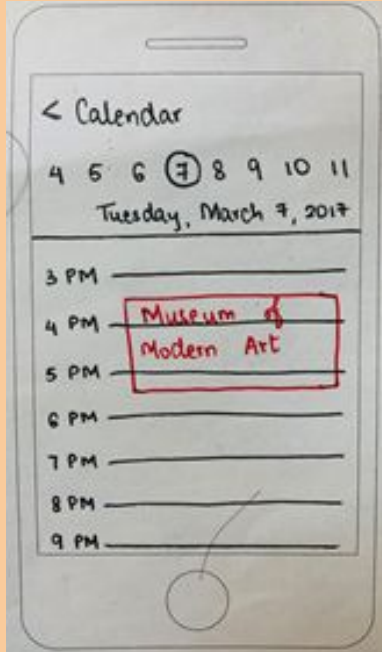 < Calendar
4 5 6 7 8 9 10 11
Tuesday, March 7, 2017
3 PM
4 PM Museum of
Modern Art
5 PM
6 PM
7 PM
8 PM
9 PM